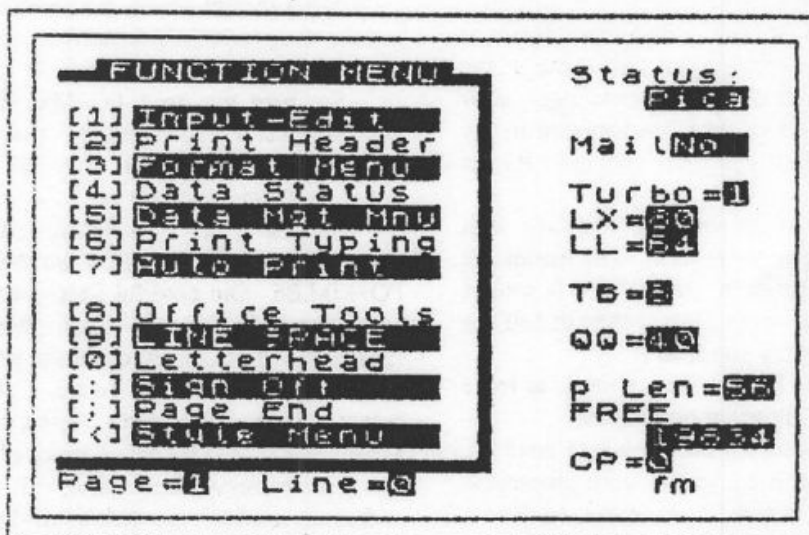 FUNCTION MENU
[1] Input-Edit
[2] Print Header
[3] Format Menu
[4] Data Status
[5] Data Mgt Mnu
[6] Print Typing
[7] Auto Print
[8] Office Tools
[9] LINE SPACE
[0] Letterhead
[:] Sign Off
[;] Page End
[<] Style Menu
Page=1 Line=0
Status:
Pica
Mail No
Turbo=1
LX=80
LL=64
TB=8
QQ=40
p Len=56
FREE
CP=0
rm